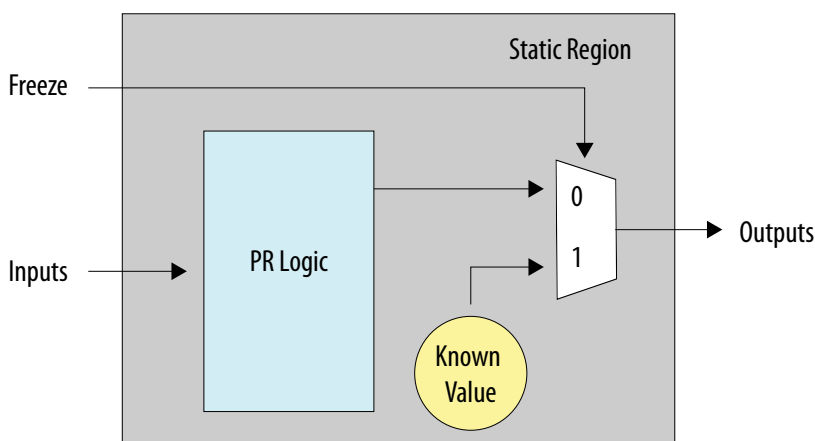 Static Region
Freeze
0
PR Logic
Outputs
1
Inputs
Known
Value